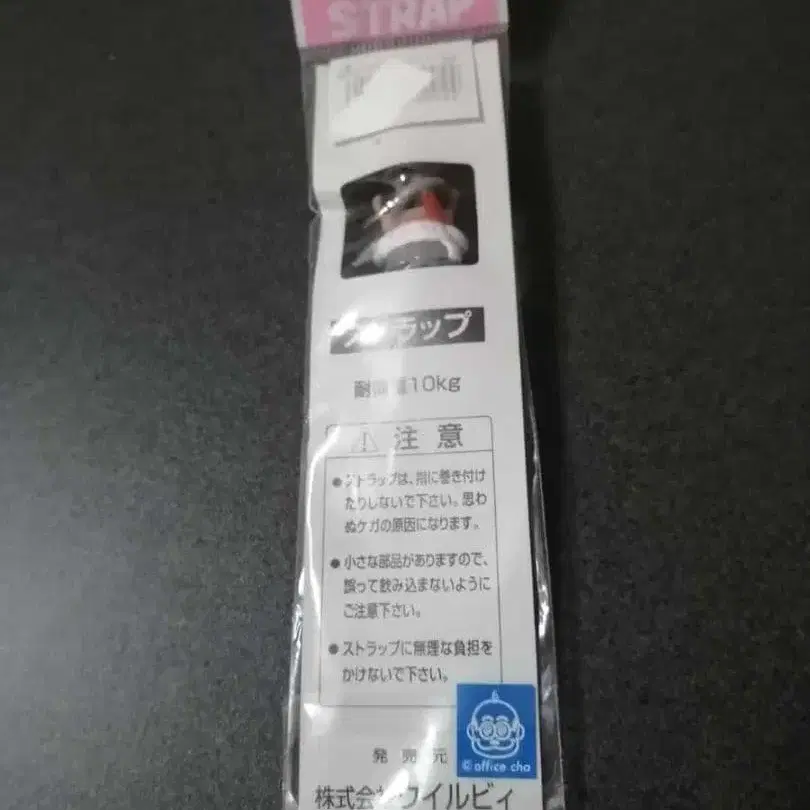 STRAP
ストラップ
耐荷重10kg
注意
●ストラップは、指に巻き付け
たりしないで下さい。思わ
ぬケガの原因になります。
●小さな部品がありますので、
誤って飲み込まないように
ご注意下さい。
●ストラップに無理な負担を
かけないで下さい。
発売元
© office cha
株式会社ウイルビィ